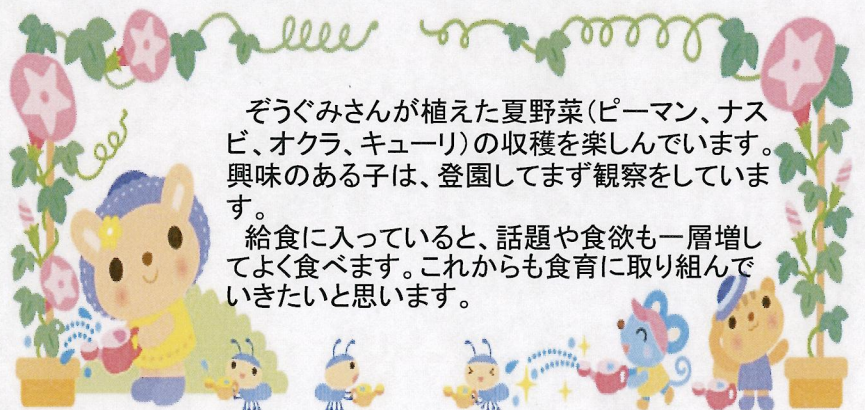 ぞうぐみさんが植えた夏野菜(ピーマン、ナス
ビ、オクラ、キューリ)の収穫を楽しんでいます。
興味のある子は、登園してまず観察をしていま
す。
給食に入っていると、話題や食欲も一層増し
てよく食べます。これからも食育に取り組んで
いきたいと思います。